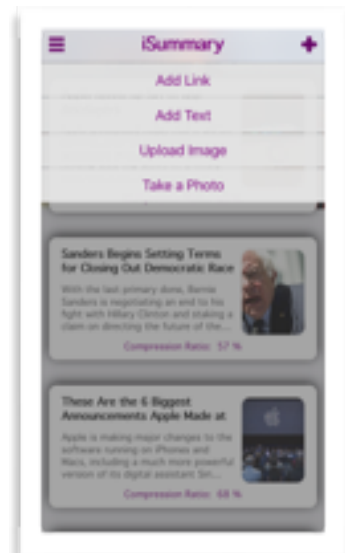 iSummary
Add Link
Add Text
Upload Image
Take a Photo
Sanders Begins Setting Terms
for Closing Out Democratic Race
With the last primary done, Bernie
Sanders is negotiating an end to his
fight with Hillary Clinton and staking a
claim on directing the future of the...
Compression Ratio: 57 %
These Are the 6 Biggest
Announcements Apple Made at
Apple is making major changes to the
software running on iPhones and
Macs, including a much more powerful
version of its digital assistant Siri...
Compression Ratio: 68 %